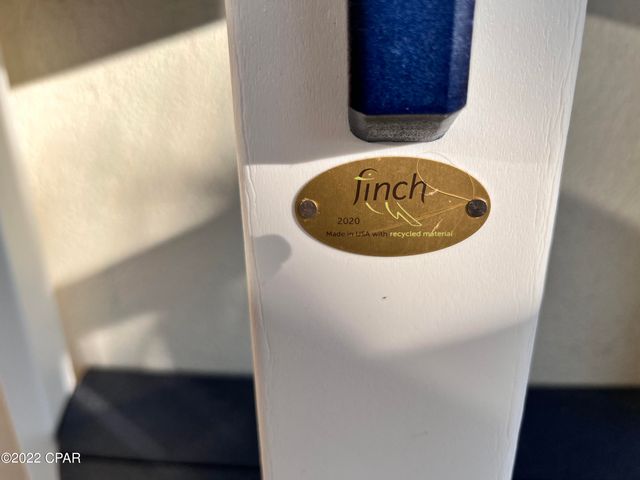 finch
2020
Made in USA with recycled material
©2022 CPAR